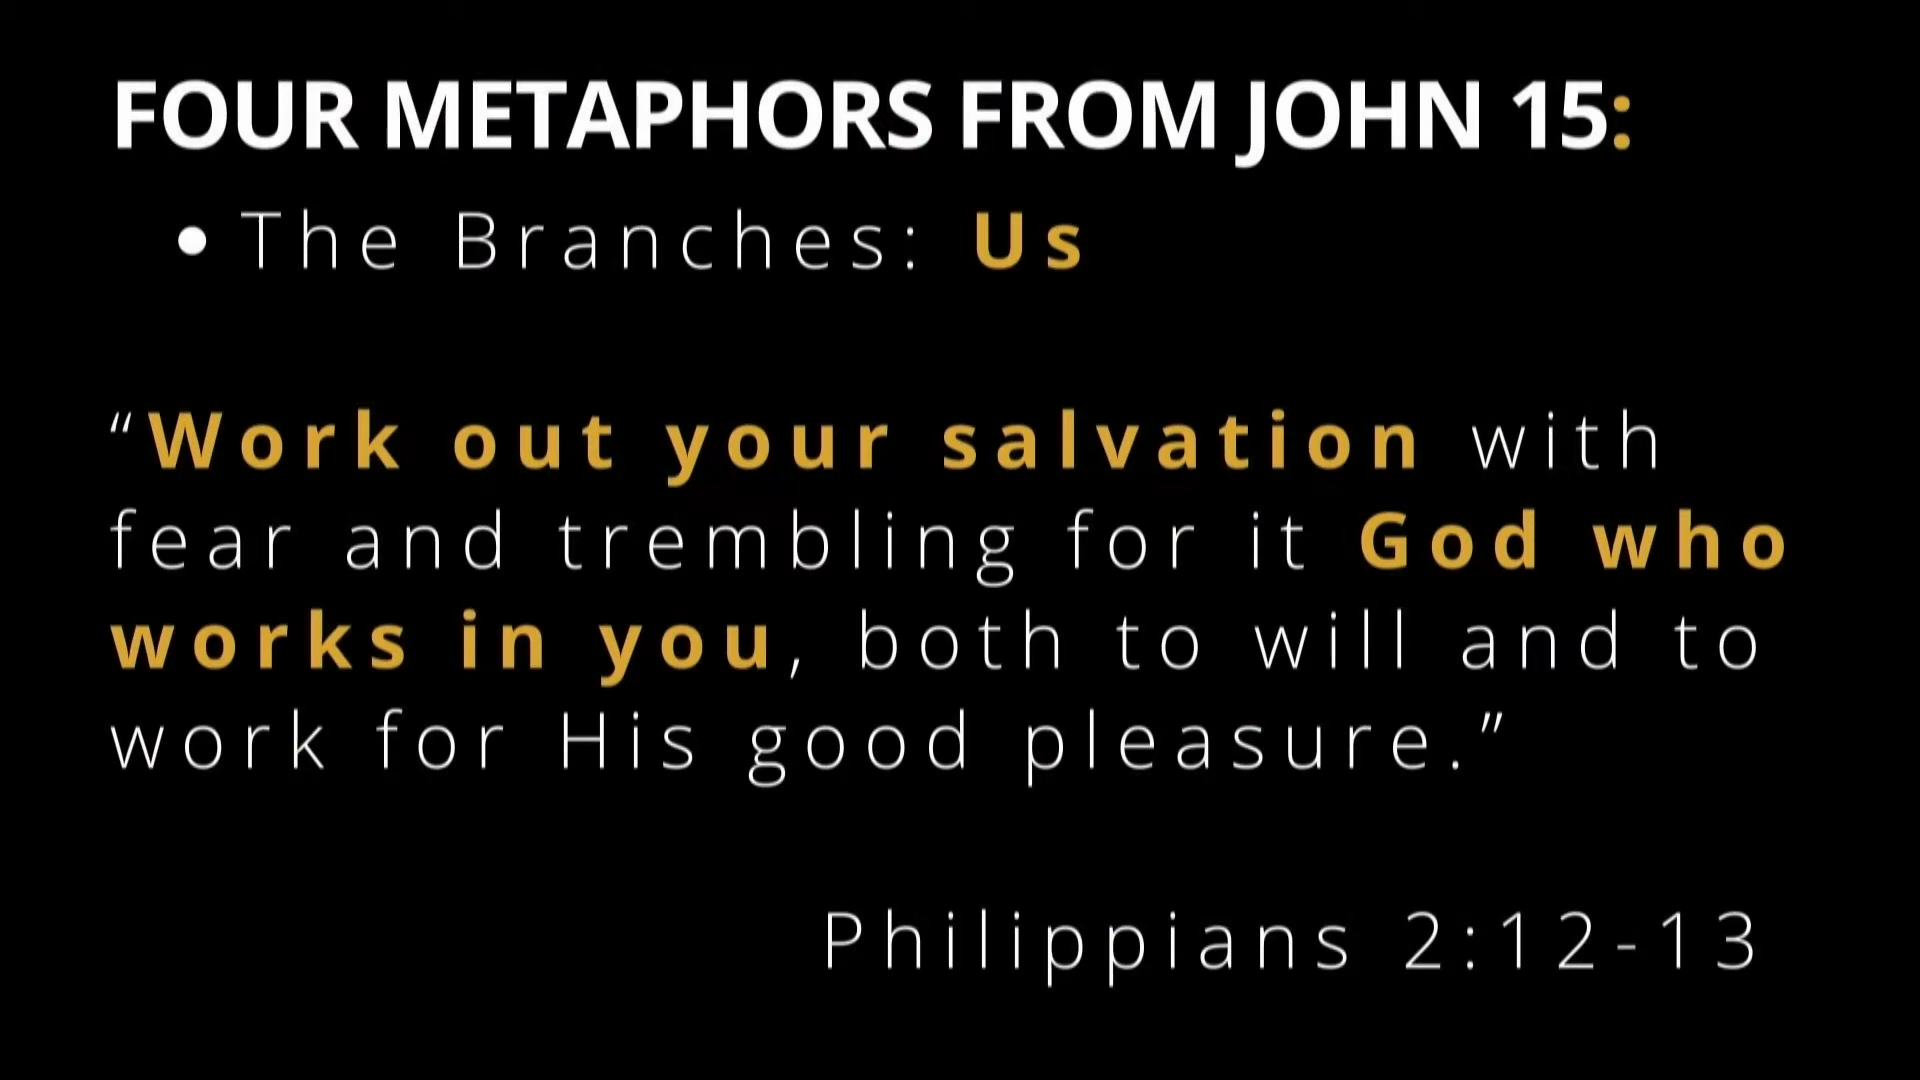 FOUR METAPHORS FROM JOHN 15:
• The Branches: Us
“Work out your salvation with
fear and trembling for it God who
works in you, both to will and to
work for His good pleasure.”
Philippians 2:12-13